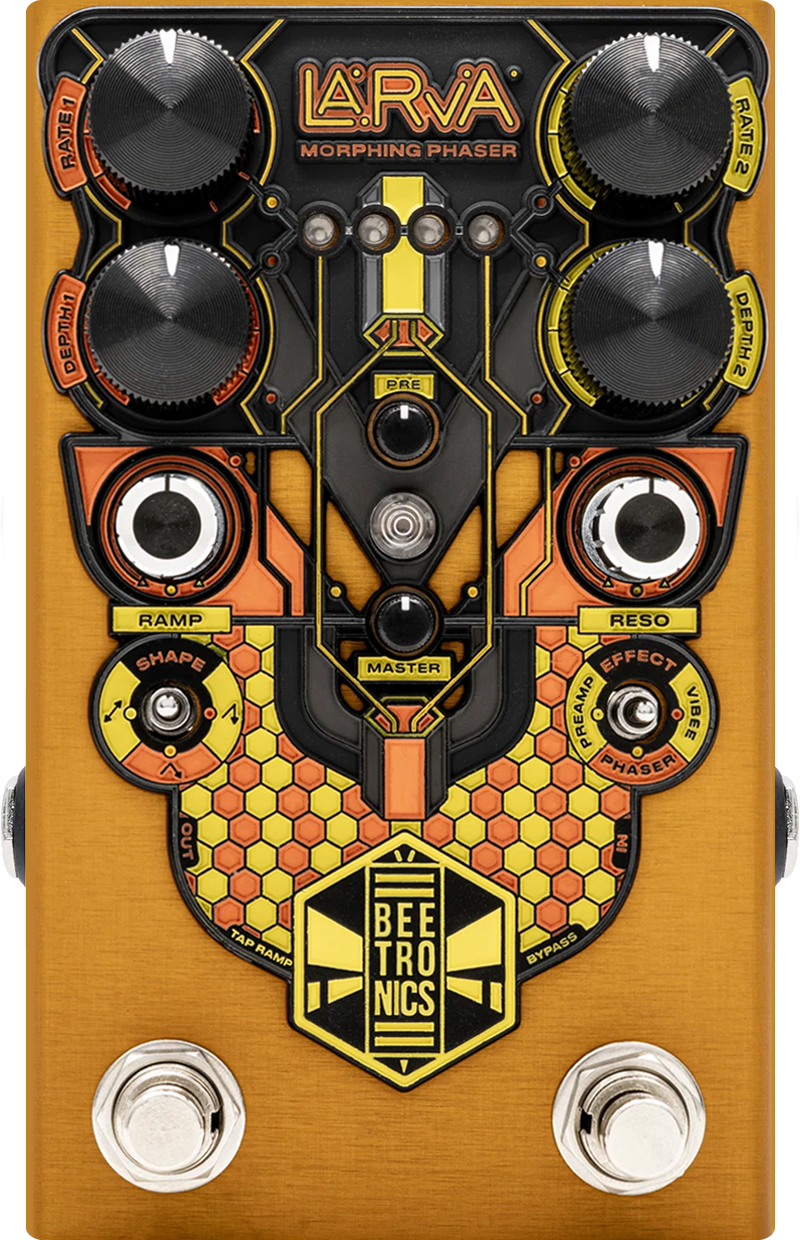 LARVA
MORPHING PHASER
RATE 1
RATE 2
DEPTH 1
DEPTH 2
PRE
RAMP
RESO
MASTER
SHAPE
EFFECT
PREAMP
VIBEE
PHASER
OUT
IN
TAP RAMP
BYPASS
BEE
TRO
NICS